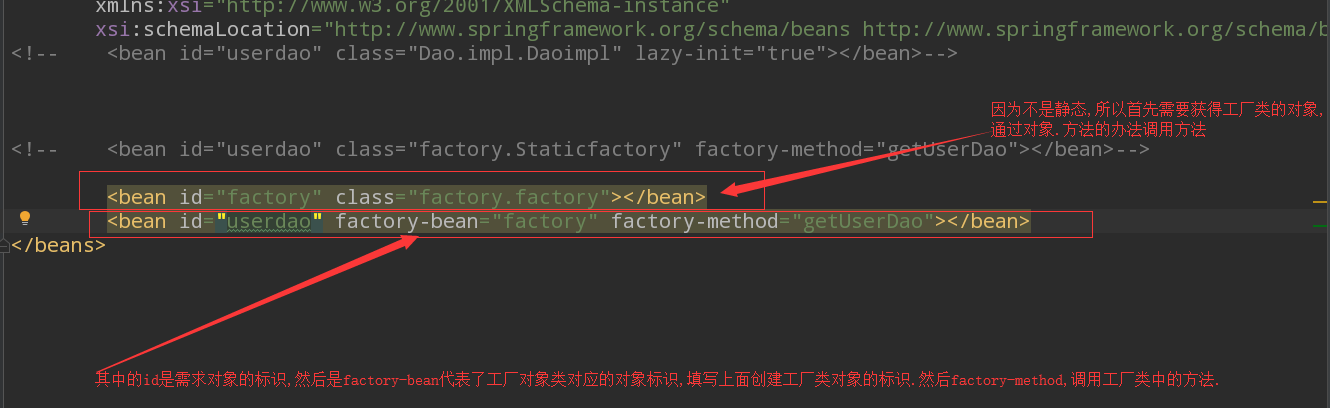 xmlns:xsi="http://www.w3.org/2001/XMLSchema-instance"
xsi:schemaLocation="http://www.springframework.org/schema/beans http://www.springframework.org/schema/b
<!-- <bean id="userdao" class="Dao.impl.Daoimpl" lazy-init="true"></bean>-->
因为不是静态,所以首先需要获得工厂类的对象,
通过对象.方法的办法调用方法
<!-- <bean id="userdao" class="factory.Staticfactory" factory-method="getUserDao"></bean>-->
<bean id="factory" class="factory.factory"></bean>
<bean id="userdao" factory-bean="factory" factory-method="getUserDao"></bean>
</beans>
其中的id是需求对象的标识,然后是factory-bean代表了工厂对象类对应的对象标识,填写上面创建工厂类对象的标识.然后factory-method,调用工厂类中的方法.